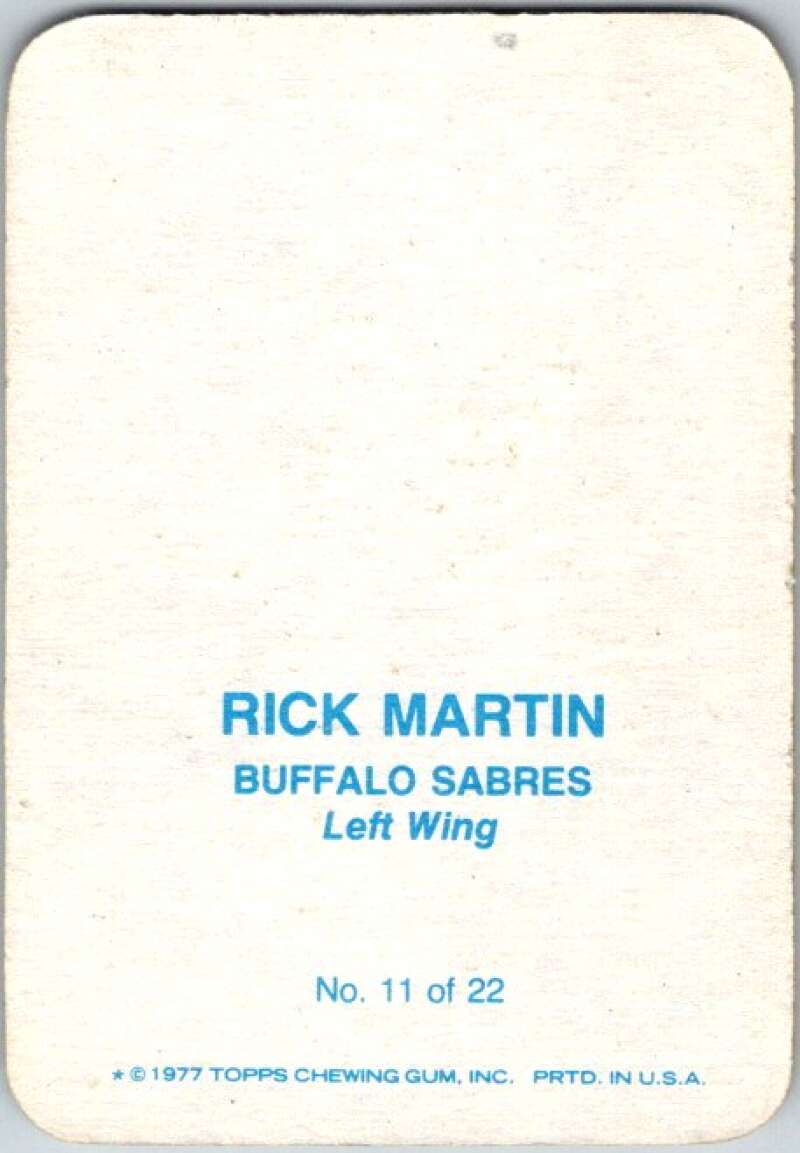 RICK MARTIN
BUFFALO SABRES
Left Wing
No. 11 of 22
* © 1977 TOPPS CHEWING GUM, INC. PRTD. IN U.S.A.